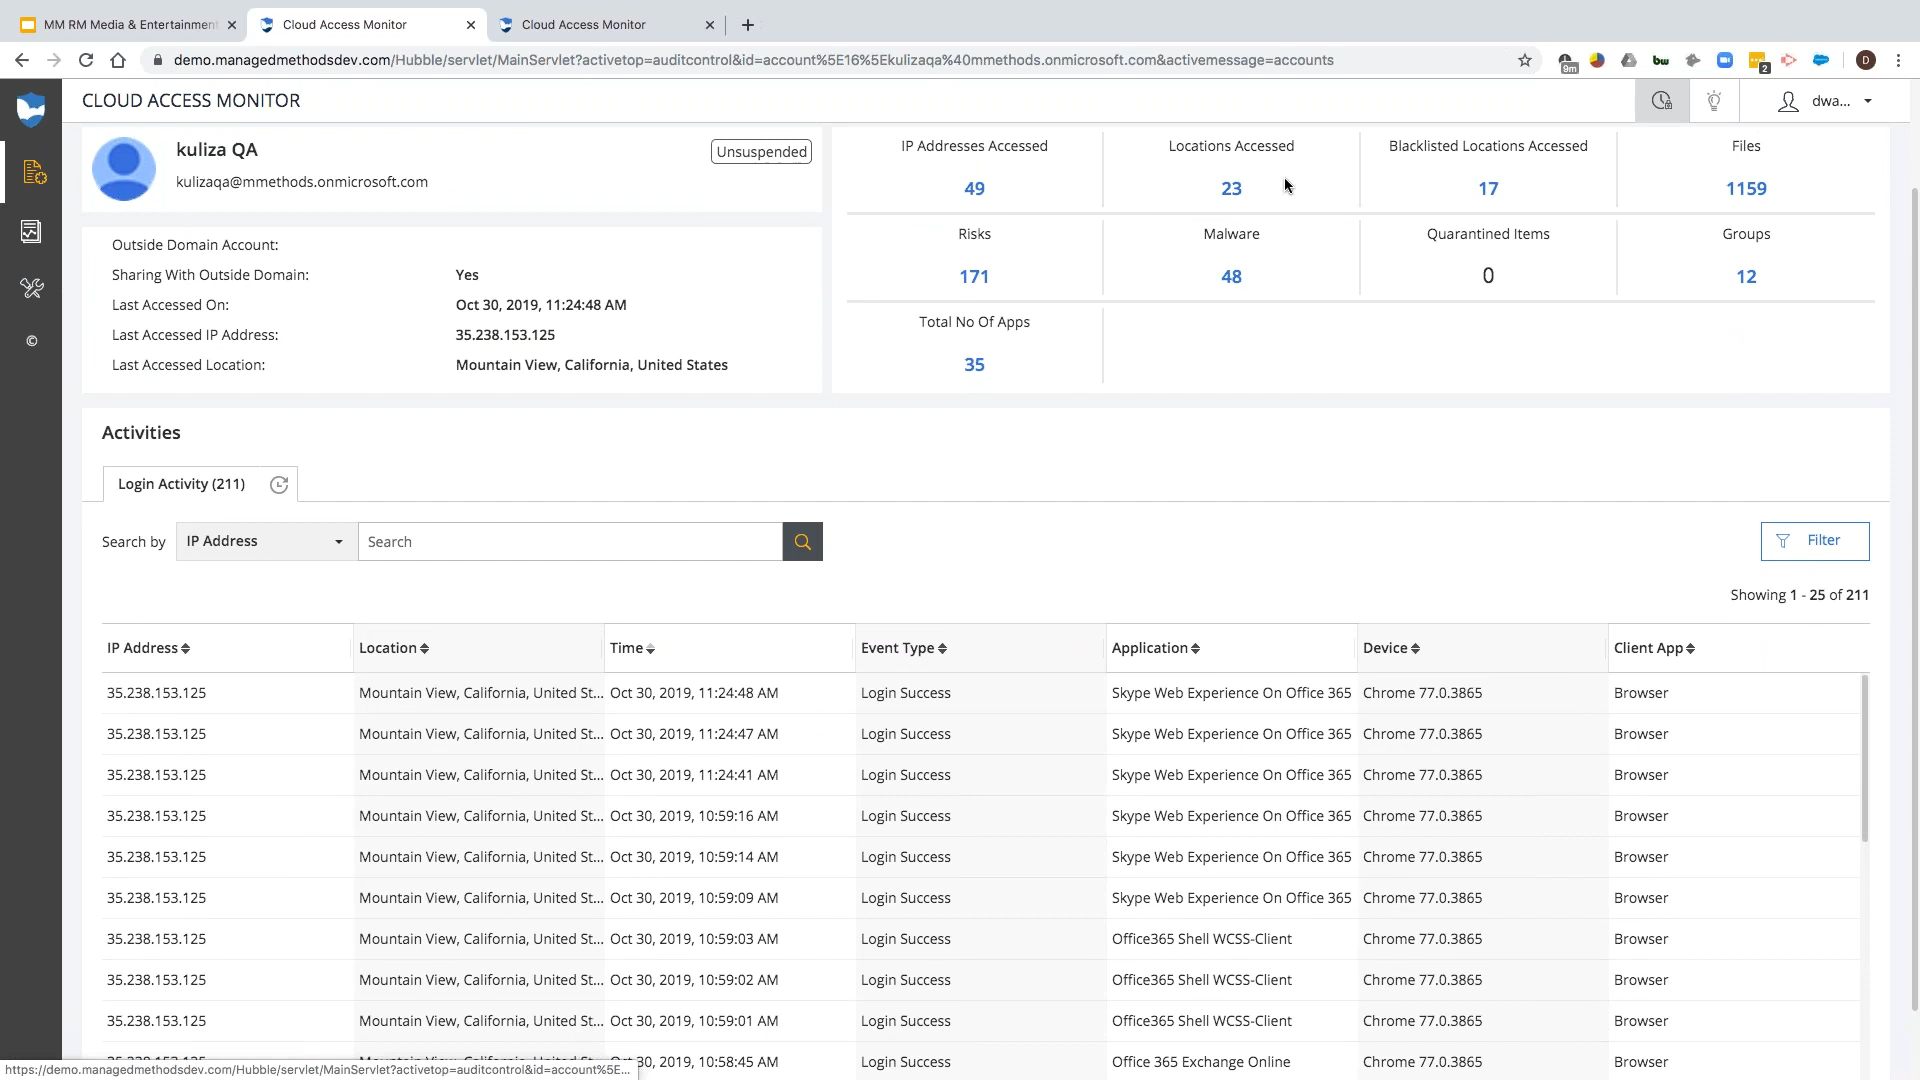 MM RM Media & Entertainment
Cloud Access Monitor
Cloud Access Monitor
demo.managedmethodsdev.com/Hubble/servlet/MainServlet?activetop=auditcontrol&id=account%5E16%5Ekulizaqa%40mmethods.onmicrosoft.com&activemessage=accounts
9m
bw
2
D
CLOUD ACCESS MONITOR
dwa...
kuliza QA
Unsuspended
kulizaqa@mmethods.onmicrosoft.com
IP Addresses Accessed
49
Locations Accessed
23
Blacklisted Locations Accessed
17
Files
1159
Risks
171
Malware
48
Quarantined Items
0
Groups
12
Total No Of Apps
35
Outside Domain Account:
Sharing With Outside Domain: Yes
Last Accessed On: Oct 30, 2019, 11:24:48 AM
Last Accessed IP Address: 35.238.153.125
Last Accessed Location: Mountain View, California, United States
©
Activities
Login Activity (211)
Search by IP Address Search
Filter
Showing 1 - 25 of 211
IP Address Location Time Event Type Application Device Client App
35.238.153.125 Mountain View, California, United St... Oct 30, 2019, 11:24:48 AM Login Success Skype Web Experience On Office 365 Chrome 77.0.3865 Browser
35.238.153.125 Mountain View, California, United St... Oct 30, 2019, 11:24:47 AM Login Success Skype Web Experience On Office 365 Chrome 77.0.3865 Browser
35.238.153.125 Mountain View, California, United St... Oct 30, 2019, 11:24:41 AM Login Success Skype Web Experience On Office 365 Chrome 77.0.3865 Browser
35.238.153.125 Mountain View, California, United St... Oct 30, 2019, 10:59:16 AM Login Success Skype Web Experience On Office 365 Chrome 77.0.3865 Browser
35.238.153.125 Mountain View, California, United St... Oct 30, 2019, 10:59:14 AM Login Success Skype Web Experience On Office 365 Chrome 77.0.3865 Browser
35.238.153.125 Mountain View, California, United St... Oct 30, 2019, 10:59:09 AM Login Success Skype Web Experience On Office 365 Chrome 77.0.3865 Browser
35.238.153.125 Mountain View, California, United St... Oct 30, 2019, 10:59:03 AM Login Success Office365 Shell WCSS-Client Chrome 77.0.3865 Browser
35.238.153.125 Mountain View, California, United St... Oct 30, 2019, 10:59:02 AM Login Success Office365 Shell WCSS-Client Chrome 77.0.3865 Browser
35.238.153.125 Mountain View, California, United St... Oct 30, 2019, 10:59:01 AM Login Success Office365 Shell WCSS-Client Chrome 77.0.3865 Browser
30, 2019, 10:58:45 AM Login Success Office 365 Exchange Online Chrome 77.0.3865 Browser
https://demo.managedmethodsdev.com/Hubble/servlet/MainServlet?activetop=auditcontrol&id=account%5E...